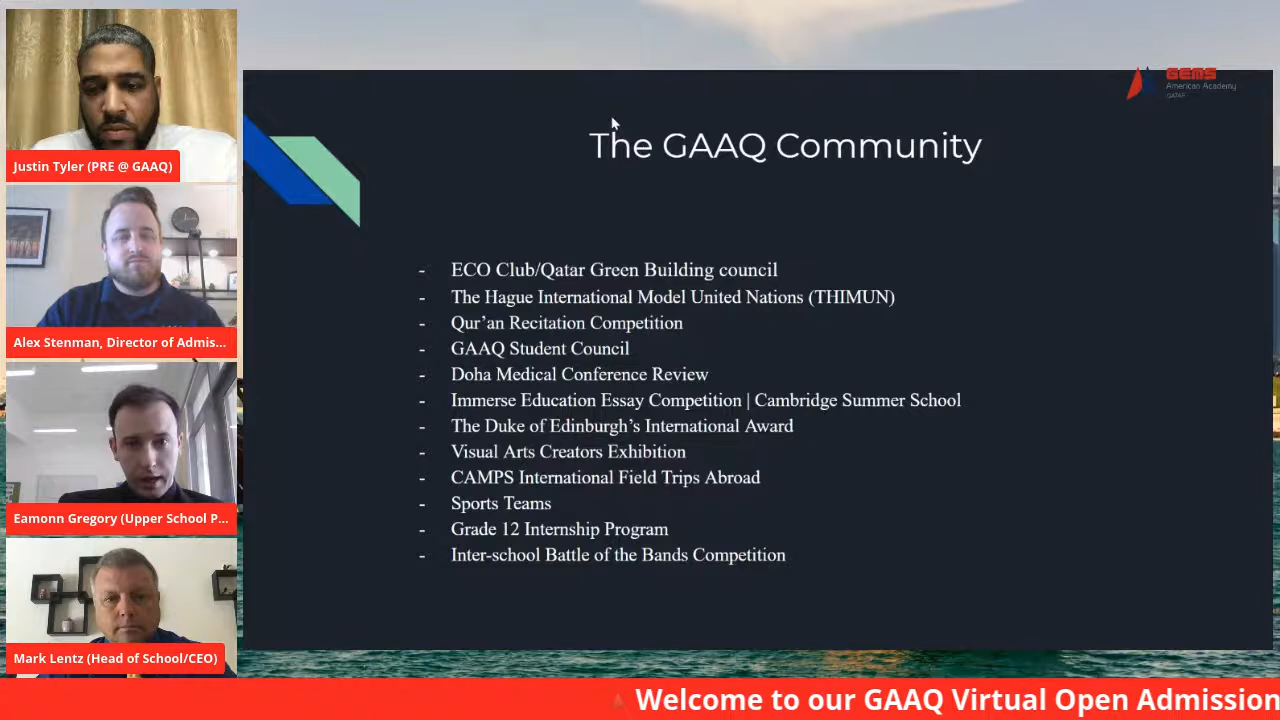 GEMS
American Academy
QATAR
The GAAQ Community
Justin Tyler (PRE @ GAAQ)
Alex Stenman, Director of Admis...
Eamonn Gregory (Upper School P...
Mark Lentz (Head of School/CEO)
- ECO Club/Qatar Green Building council
- The Hague International Model United Nations (THIMUN)
- Qur’an Recitation Competition
- GAAQ Student Council
- Doha Medical Conference Review
- Immerse Education Essay Competition | Cambridge Summer School
- The Duke of Edinburgh’s International Award
- Visual Arts Creators Exhibition
- CAMPS International Field Trips Abroad
- Sports Teams
- Grade 12 Internship Program
- Inter-school Battle of the Bands Competition
Welcome to our GAAQ Virtual Open Admission